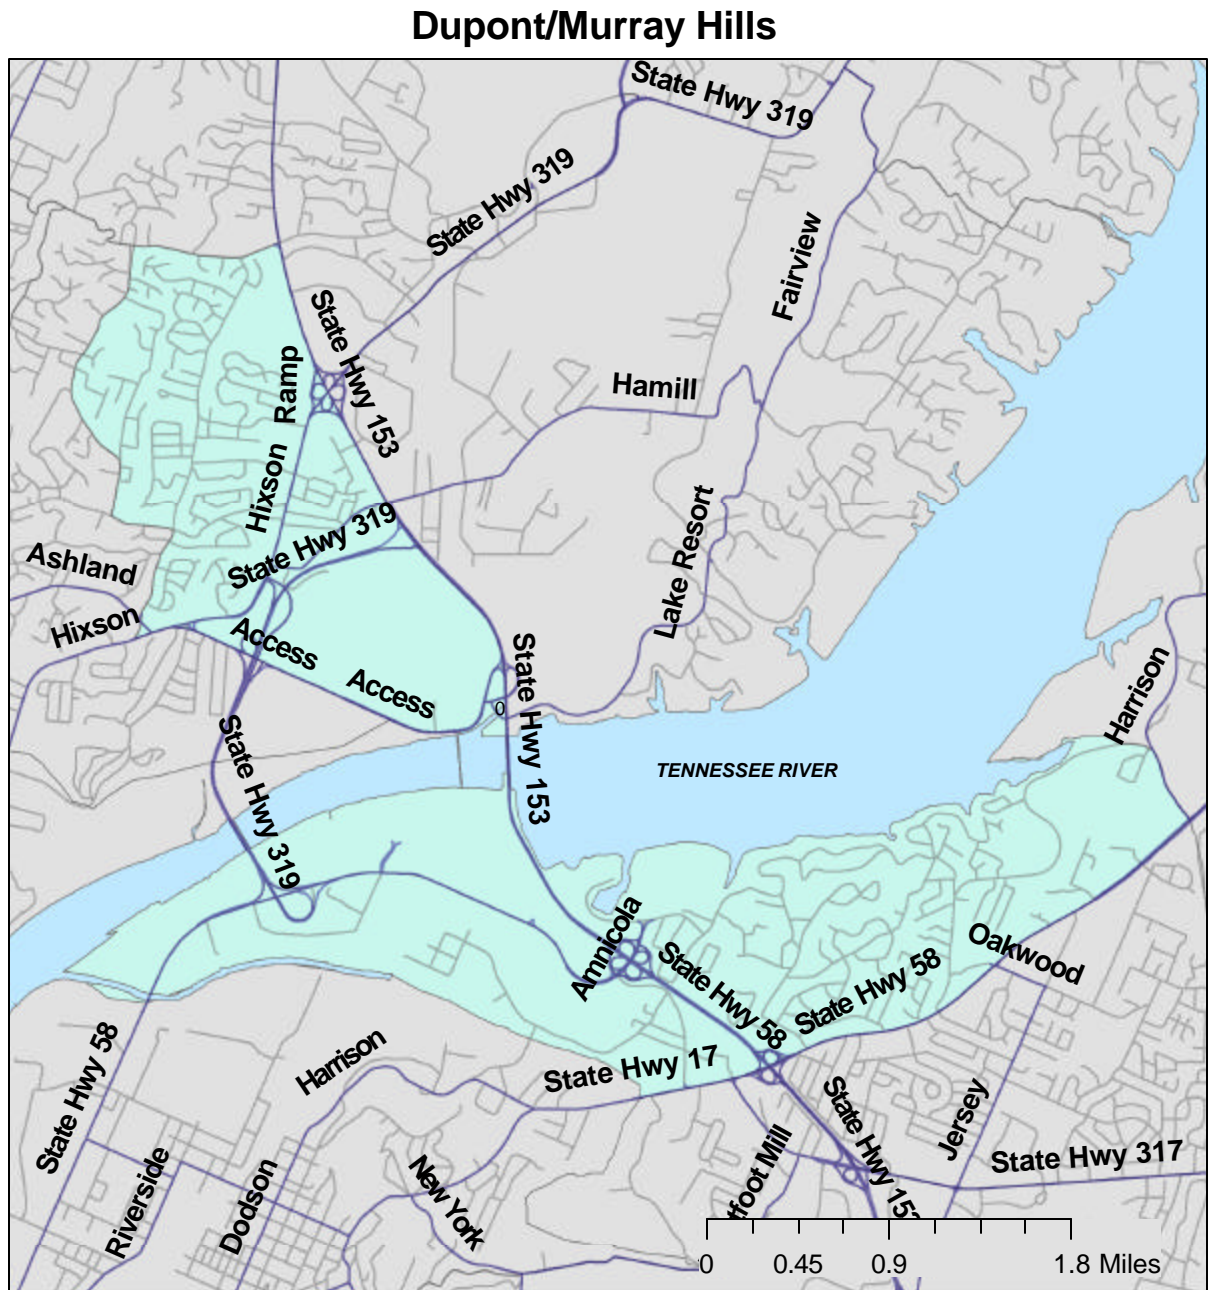 Dupont/Murray Hills
State Hwy 319
State Hwy 319
Fairview
State Hwy 153
Ramp
Hamill
Hixson
State Hwy 319
Lake Resort
Ashland
Hixson
Access
Access
State Hwy 153
0
Harrison
State Hwy 319
TENNESSEE RIVER
Amnicola
State Hwy 58
State Hwy 58
Oakwood
State Hwy 58
Harrison
State Hwy 17
State Hwy 153
Jersey
State Hwy 317
Riverside
Dodson
New York
tfoot Mill
0 0.45 0.9 1.8 Miles